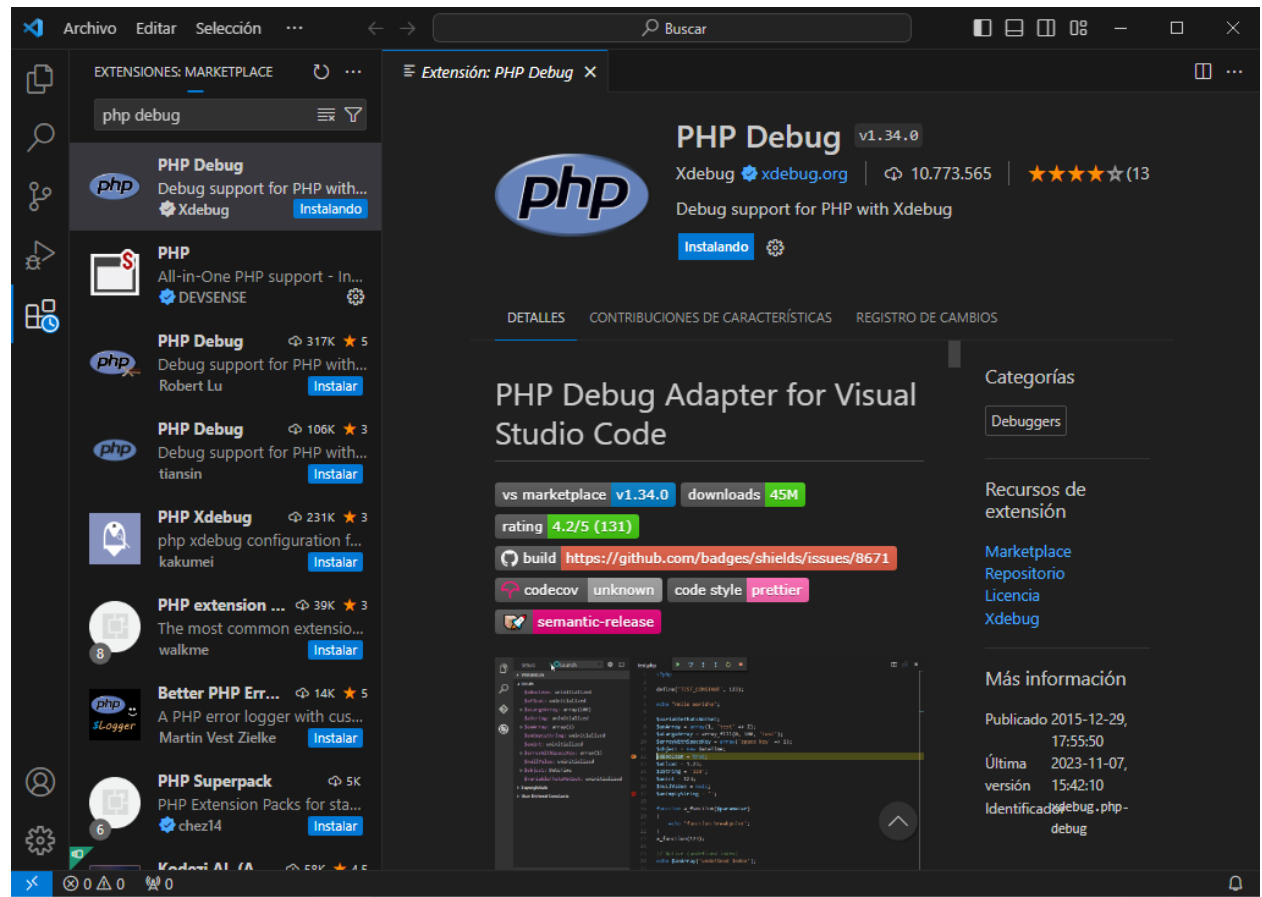 Archivo Editar Selección ···
Buscar
EXTENSIONES: MARKETPLACE
php debug
PHP Debug
Debug support for PHP with...
Xdebug Instalando
PHP
All-in-One PHP support - In...
DEVSENSE
PHP Debug 317K ★ 5
Debug support for PHP with...
Robert Lu Instalar
PHP Debug 106K ★ 3
Debug support for PHP with...
tiansin Instalar
PHP Xdebug 231K ★ 3
php xdebug configuration f...
kakumei Instalar
PHP extension ... 39K ★ 3
The most common extensio...
8 walkme Instalar
Better PHP Err... 14K ★ 5
A PHP error logger with cus...
Martin Vest Zielke Instalar
php
$Logger
PHP Superpack 5K
PHP Extension Packs for sta...
6 chez14 Instalar
Extensión: PHP Debug
php
PHP Debug v1.34.0
Xdebug xdebug.org 10.773.565 (13
Debug support for PHP with Xdebug
Instalando
DETALLES CONTRIBUCIONES DE CARACTERÍSTICAS REGISTRO DE CAMBIOS
PHP Debug Adapter for Visual
Studio Code
vs marketplace v1.34.0 downloads 45M
rating 4.2/5 (131)
build https://github.com/badges/shields/issues/8671
codecov unknown code style prettier
semantic-release
Categorías
Debuggers
Recursos de
extensión
Marketplace
Repositorio
Licencia
Xdebug
Más información
Publicado 2015-12-29,
17:55:50
Última 2023-11-07,
versión 15:42:10
Identificador xdebug.php-
debug
0 0 0